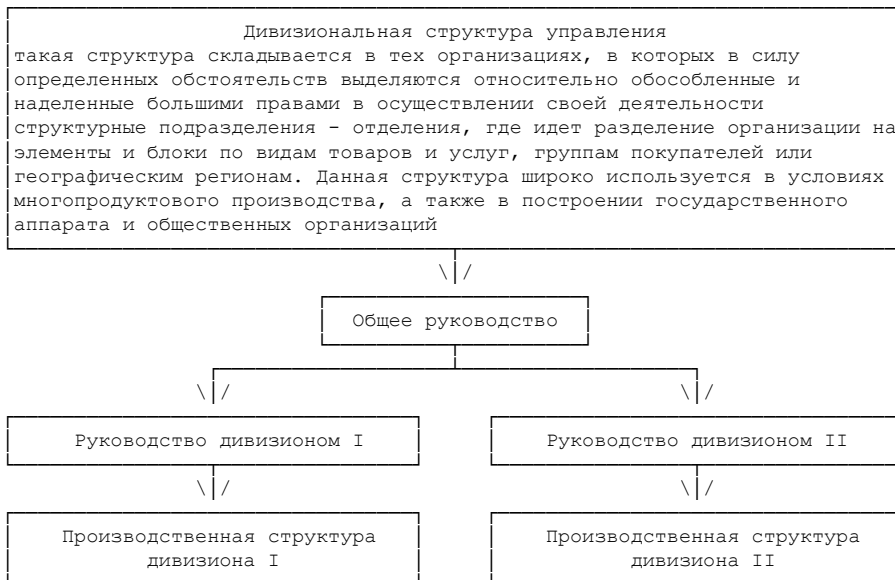 Дивизиональная структура управления
такая структура складывается в тех организациях, в которых в силу
определенных обстоятельств выделяются относительно обособленные и
наделенные большими правами в осуществлении своей деятельности
структурные подразделения - отделения, где идет разделение организации на
элементы и блоки по видам товаров и услуг, группам покупателей или
географическим регионам. Данная структура широко используется в условиях
многопродуктового производства, а также в построении государственного
аппарата и общественных организаций
Общее руководство
Руководство дивизионом I
Руководство дивизионом II
Производственная структура
дивизиона I
Производственная структура
дивизиона II